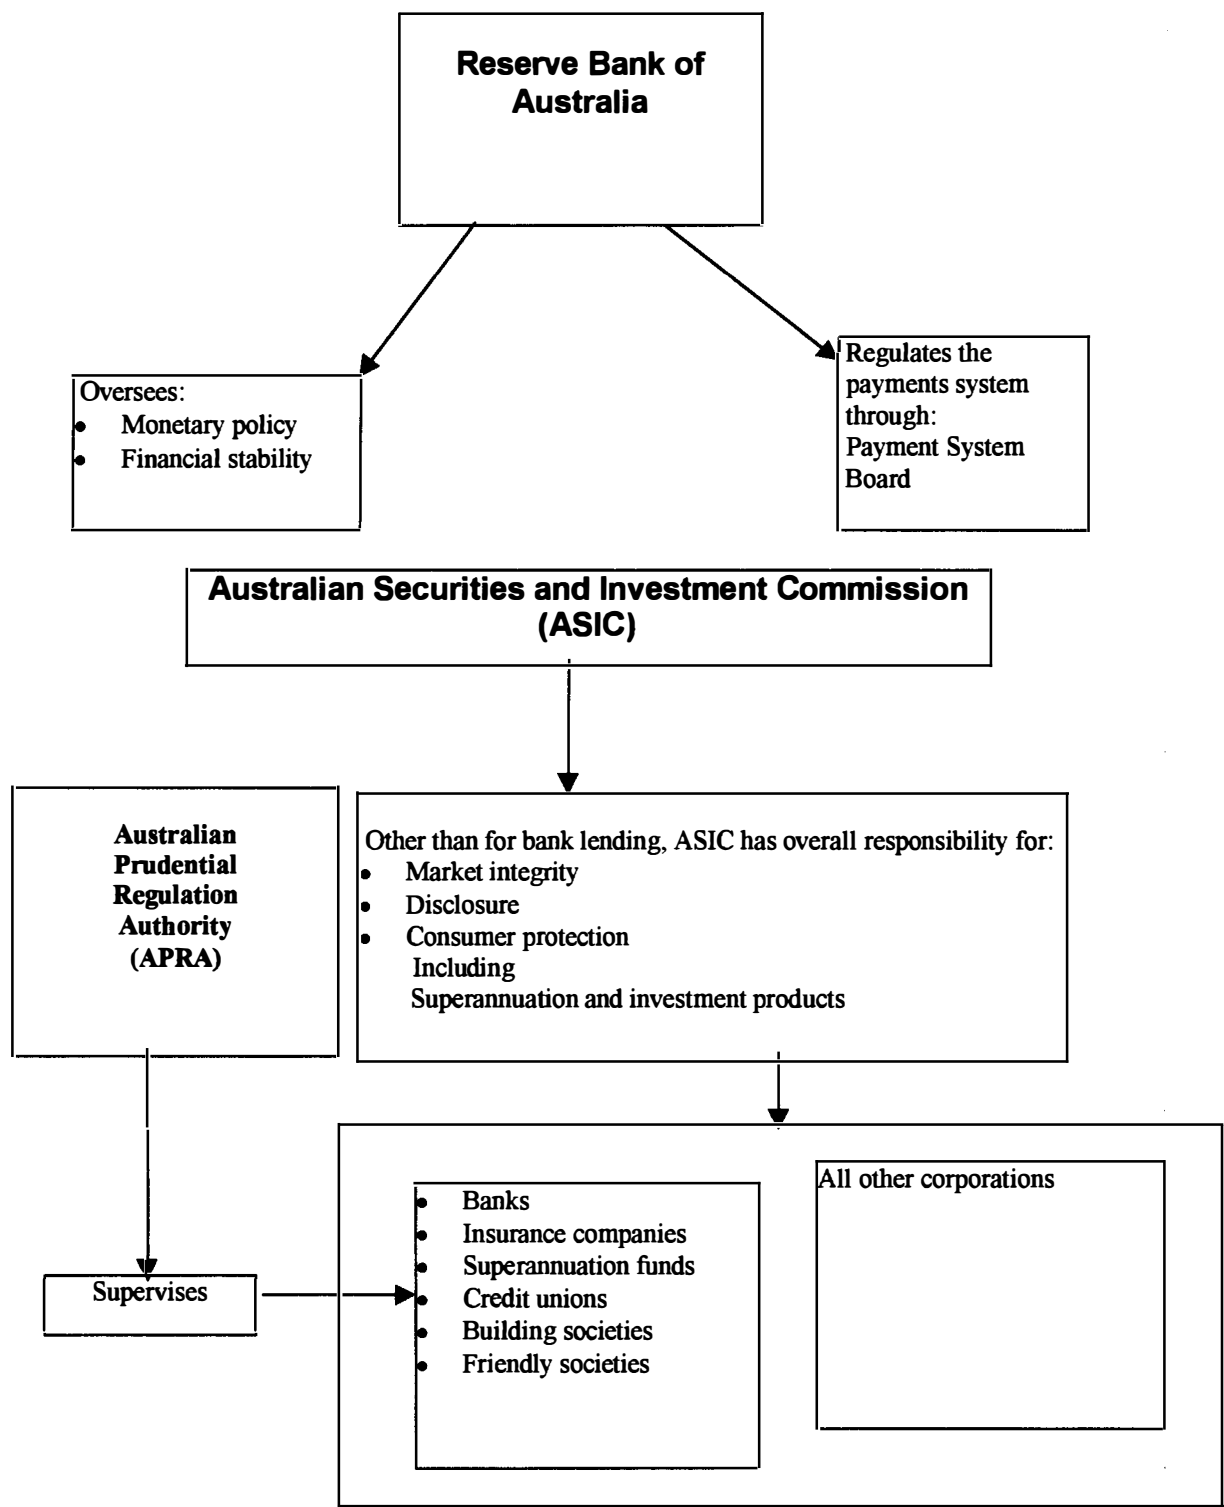 Reserve Bank of
Australia
Oversees:
• Monetary policy
• Financial stability
Regulates the
payments system
through:
Payment System
Board
Australian Securities and Investment Commission
(ASIC)
Australian
Prudential
Regulation
Authority
(APRA)
Other than for bank lending, ASIC has overall responsibility for:
• Market integrity
• Disclosure
• Consumer protection
Including
Superannuation and investment products
Supervises
• Banks
• Insurance companies
• Superannuation funds
• Credit unions
• Building societies
• Friendly societies
All other corporations